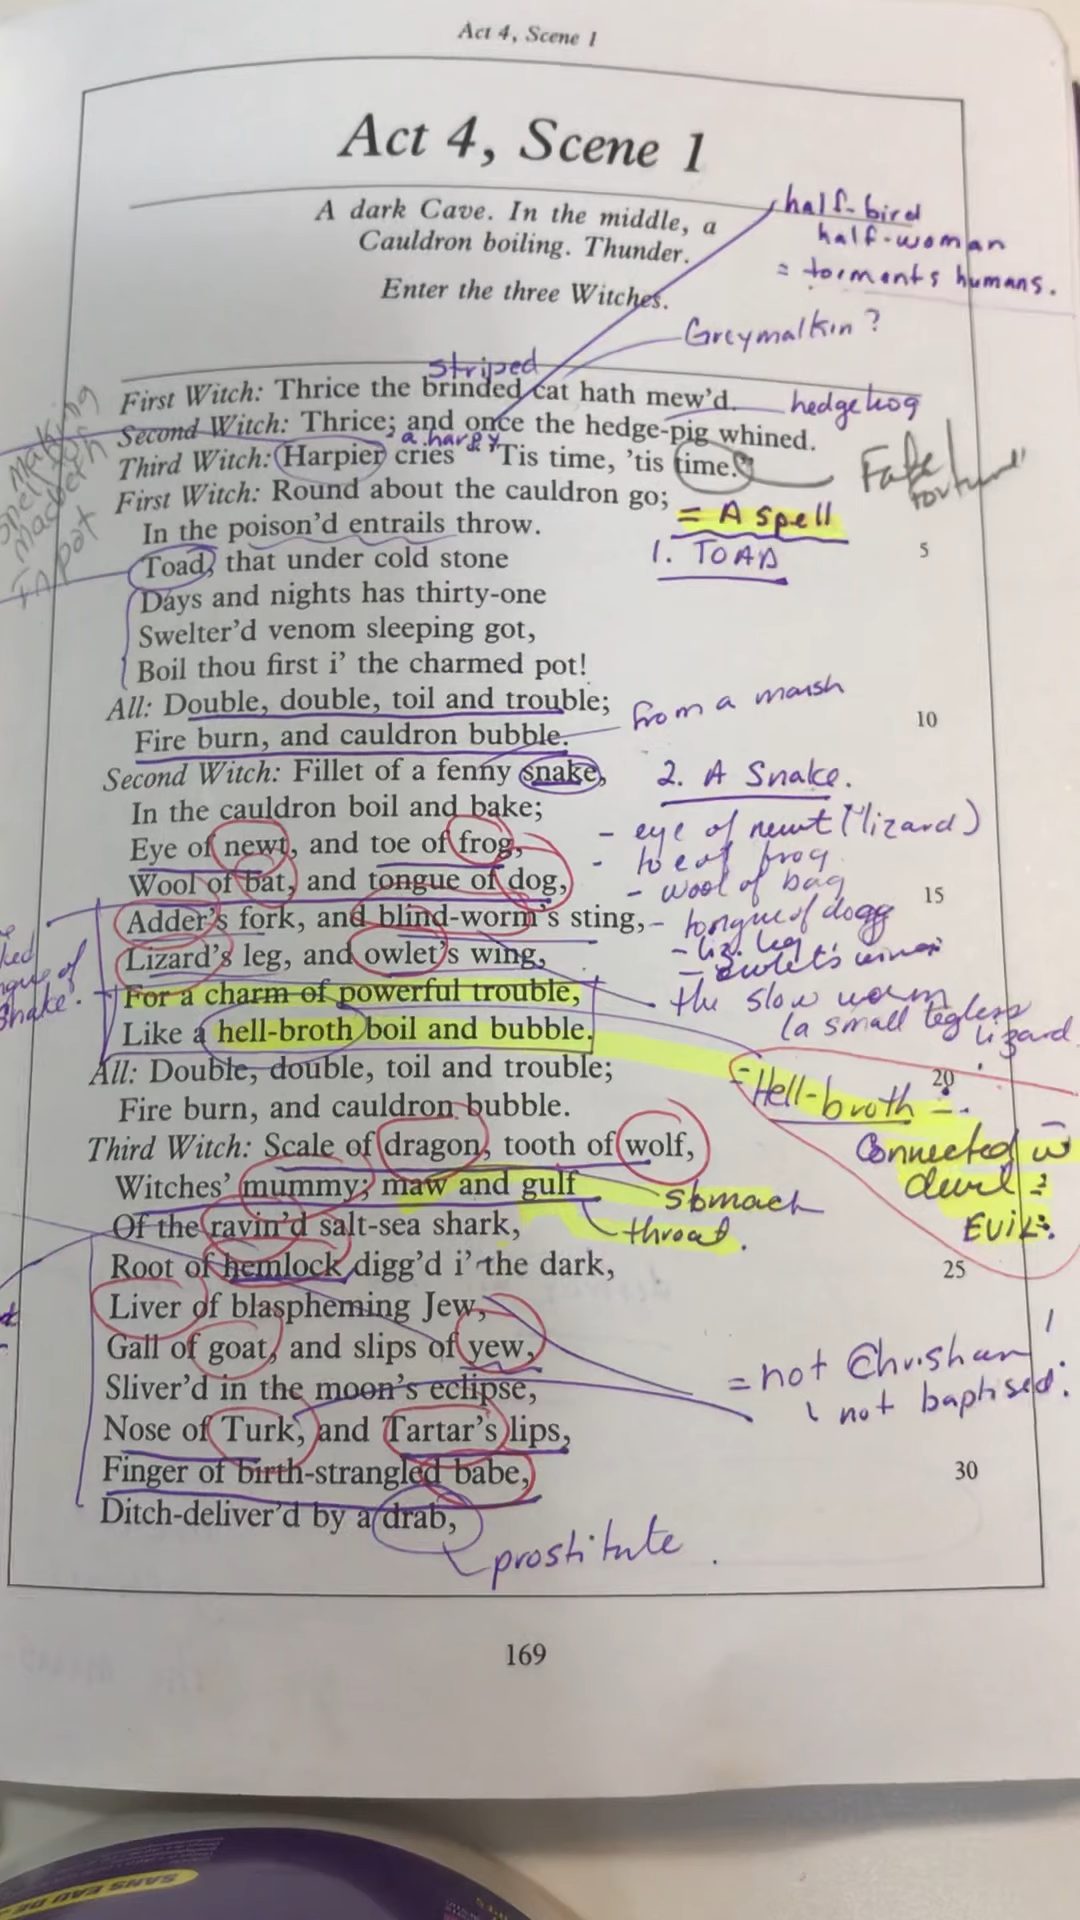 Act 4, Scene 1
Act 4, Scene 1
A dark Cave. In the middle, a
Cauldron boiling. Thunder.
Enter the three Witches.
half-bird
half-woman
= torments humans.
Greymalkin?
striped
First Witch: Thrice the brinded cat hath mew'd.
hedgehog
Second Witch: Thrice; and once the hedge-pig whined.
a harpy
Third Witch: Harpier cries "'Tis time, 'tis time."
Fake
First Witch: Round about the cauldron go;
= A spell
In the poison'd entrails throw.
5
1. TOAD
Toad, that under cold stone
Days and nights has thirty-one
Swelter'd venom sleeping got,
Boil thou first i' the charmed pot!
making
macbeth
In pot
All: Double, double, toil and trouble;
from a marsh
10
Fire burn, and cauldron bubble.
Second Witch: Fillet of a fenny snake,
2. A Snake.
In the cauldron boil and bake;
Eye of newt, and toe of frog,
- eye of newt (lizard)
- toe of frog
Wool of bat, and tongue of dog,
- wool of bag
15
Adder's fork, and blind-worm's sting,
- tongue of dogg
Lizard's leg, and owlet's wing,
- liz. leg
- owlet's
For a charm of powerful trouble,
- the slow worm
(a small legless
lizard
Like a hell-broth boil and bubble.
snake.
All: Double, double, toil and trouble;
20
- Hell-broth =
Fire burn, and cauldron bubble.
Third Witch: Scale of dragon, tooth of wolf,
Connected w
devil =
EVIL
Witches' mummy; maw and gulf
stomach
throat.
Of the ravin'd salt-sea shark,
Root of hemlock digg'd i' the dark,
25
Liver of blaspheming Jew,
Gall of goat, and slips of yew,
= not Christian
not baptised.
Sliver'd in the moon's eclipse,
Nose of Turk, and Tartar's lips,
Finger of birth-strangled babe,
30
Ditch-deliver'd by a drab,
prostitute.
169
SANS EAU DE